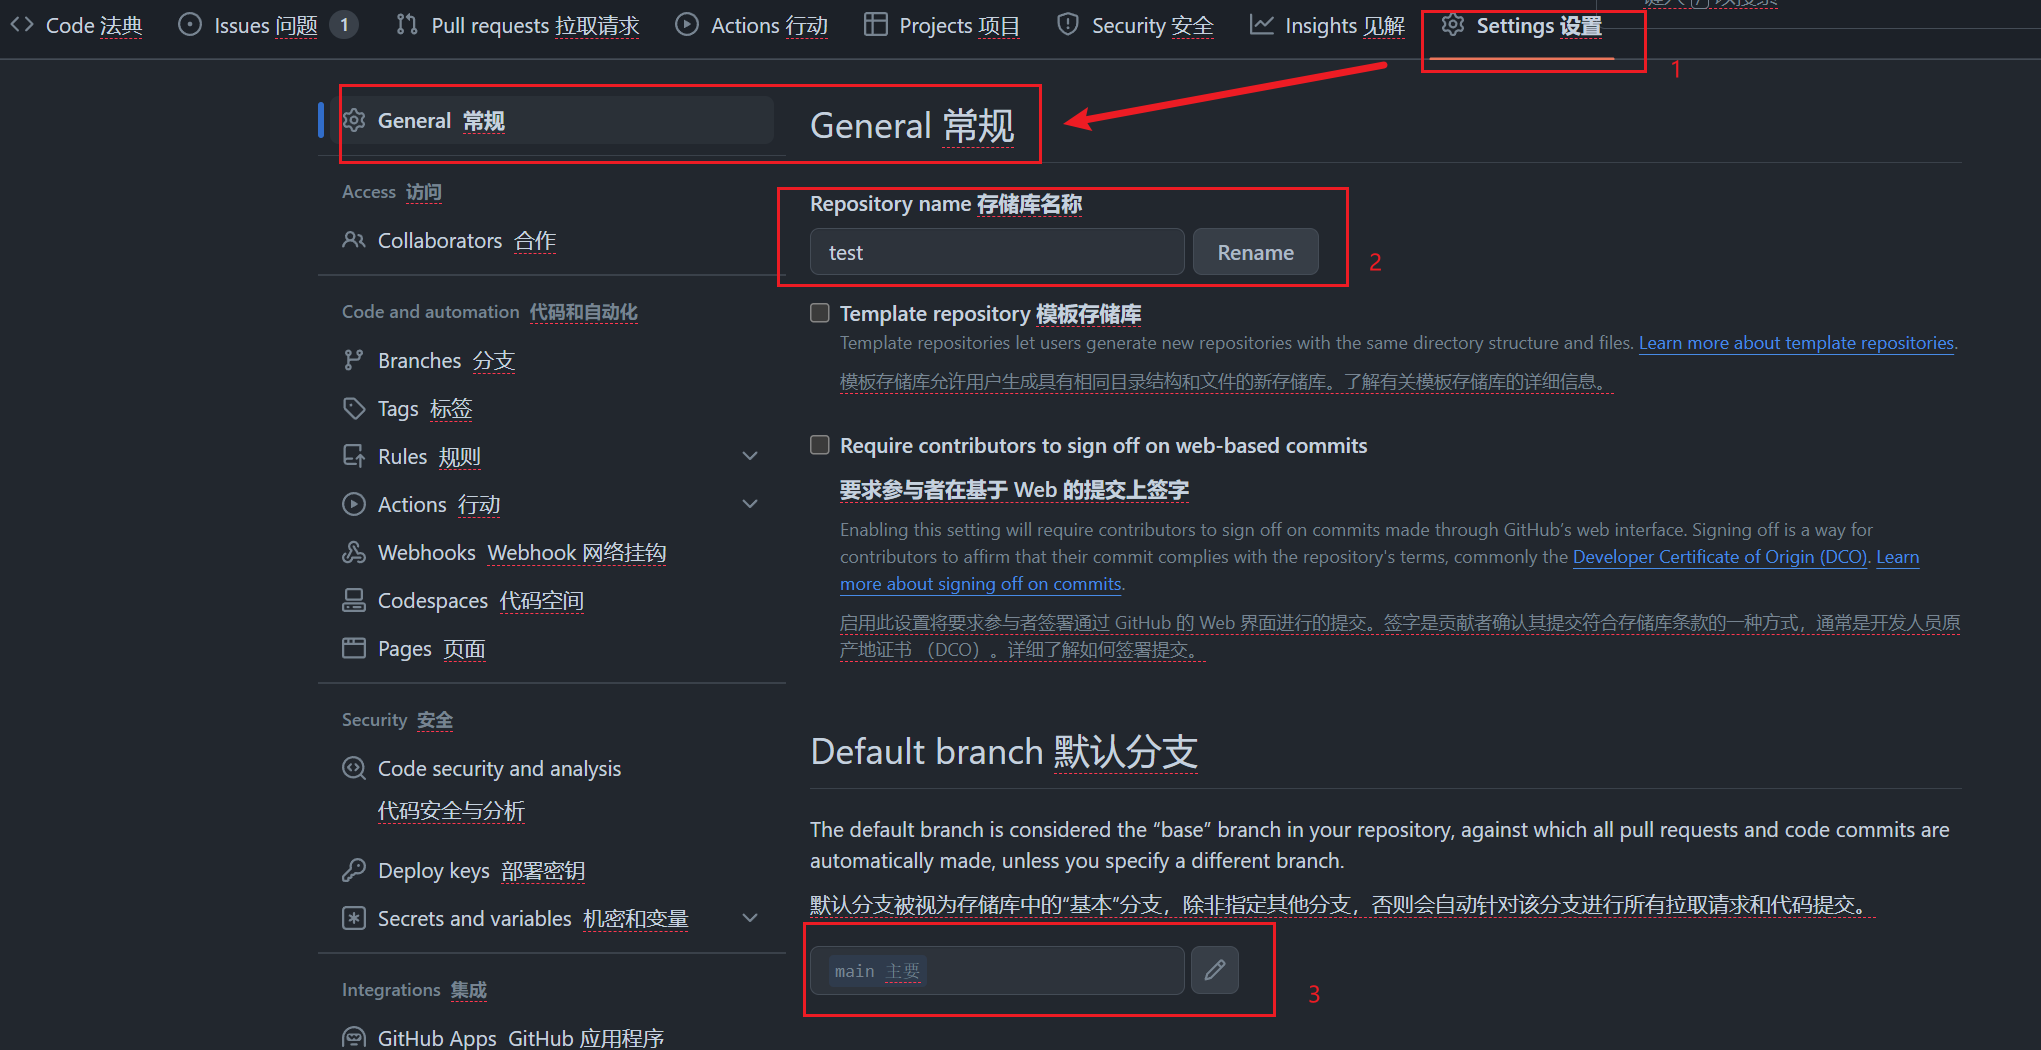 Code 法典
Issues 问题 1
Pull requests 拉取请求
Actions 行动
Projects 项目
Security 安全
Insights 见解
Settings 设置
1
General 常规
Access 访问
Collaborators 合作
Code and automation 代码和自动化
Branches 分支
Tags 标签
Rules 规则
Actions 行动
Webhooks Webhook 网络挂钩
Codespaces 代码空间
Pages 页面
Security 安全
Code security and analysis
代码安全与分析
Deploy keys 部署密钥
Secrets and variables 机密和变量
Integrations 集成
GitHub Apps GitHub 应用程序
General 常规
Repository name 存储库名称
test
Rename
2
Template repository 模板存储库
Template repositories let users generate new repositories with the same directory structure and files. Learn more about template repositories.
模板存储库允许用户生成具有相同目录结构和文件的新存储库。了解有关模板存储库的详细信息。
Require contributors to sign off on web-based commits
要求参与者在基于 Web 的提交上签字
Enabling this setting will require contributors to sign off on commits made through GitHub’s web interface. Signing off is a way for
contributors to affirm that their commit complies with the repository's terms, commonly the Developer Certificate of Origin (DCO). Learn
more about signing off on commits.
启用此设置将要求参与者签署通过 GitHub 的 Web 界面进行的提交。签字是贡献者确认其提交符合存储库条款的一种方式，通常是开发人员原
产地证书 （DCO）。详细了解如何签署提交。
Default branch 默认分支
The default branch is considered the “base” branch in your repository, against which all pull requests and code commits are
automatically made, unless you specify a different branch.
默认分支被视为存储库中的“基本”分支，除非指定其他分支，否则会自动针对该分支进行所有拉取请求和代码提交。
main 主要
3